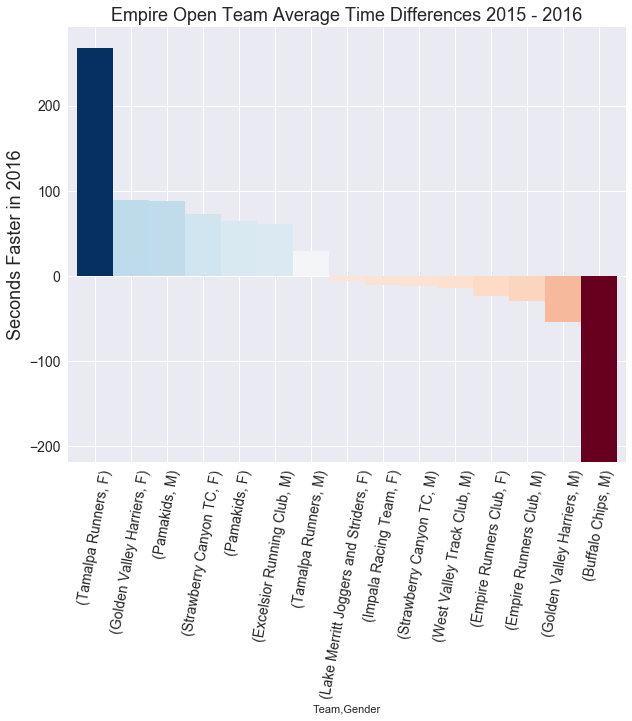 Empire Open Team Average Time Differences 2015 - 2016
Seconds Faster in 2016
200
100
0
−100
−200
(Tamalpa Runners, F)
(Golden Valley Harriers, F)
(Pamakids, M)
(Strawberry Canyon TC, F)
(Pamakids, F)
(Excelsior Running Club, M)
(Tamalpa Runners, M)
(Lake Merritt Joggers and Striders, F)
(Impala Racing Team, F)
(Strawberry Canyon TC, M)
(West Valley Track Club, M)
(Empire Runners Club, F)
(Empire Runners Club, M)
(Golden Valley Harriers, M)
(Buffalo Chips, M)
Team,Gender